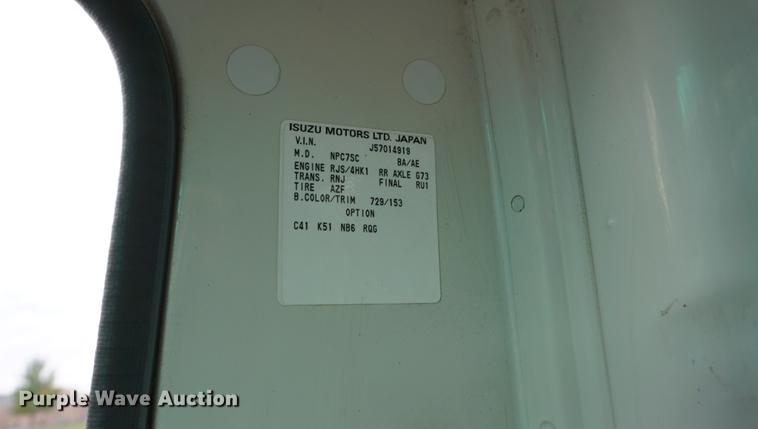 ISUZU MOTORS LTD. JAPAN
V.I.N. J57014919
M.D. NPC75C BA/AE
ENGINE RJS/4HK1 RR AXLE G73
TRANS. RNJ FINAL RU1
TIRE AZF
B.COLOR/TRIM 729/153
OPTION
C41 K51 NB6 RQG
Purple Wave Auction